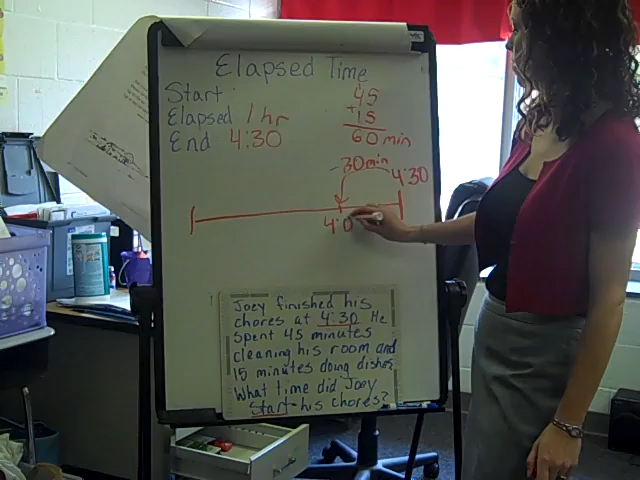 Elapsed Time
Start
Elapsed 1 hr
End 4:30
45
+15
60 min
-30min
4:30
4:0
Joey finished his
chores at 4:30. He
spent 45 minutes
cleaning his room and
15 minutes doing dishes.
What time did Joey
Start his chores?